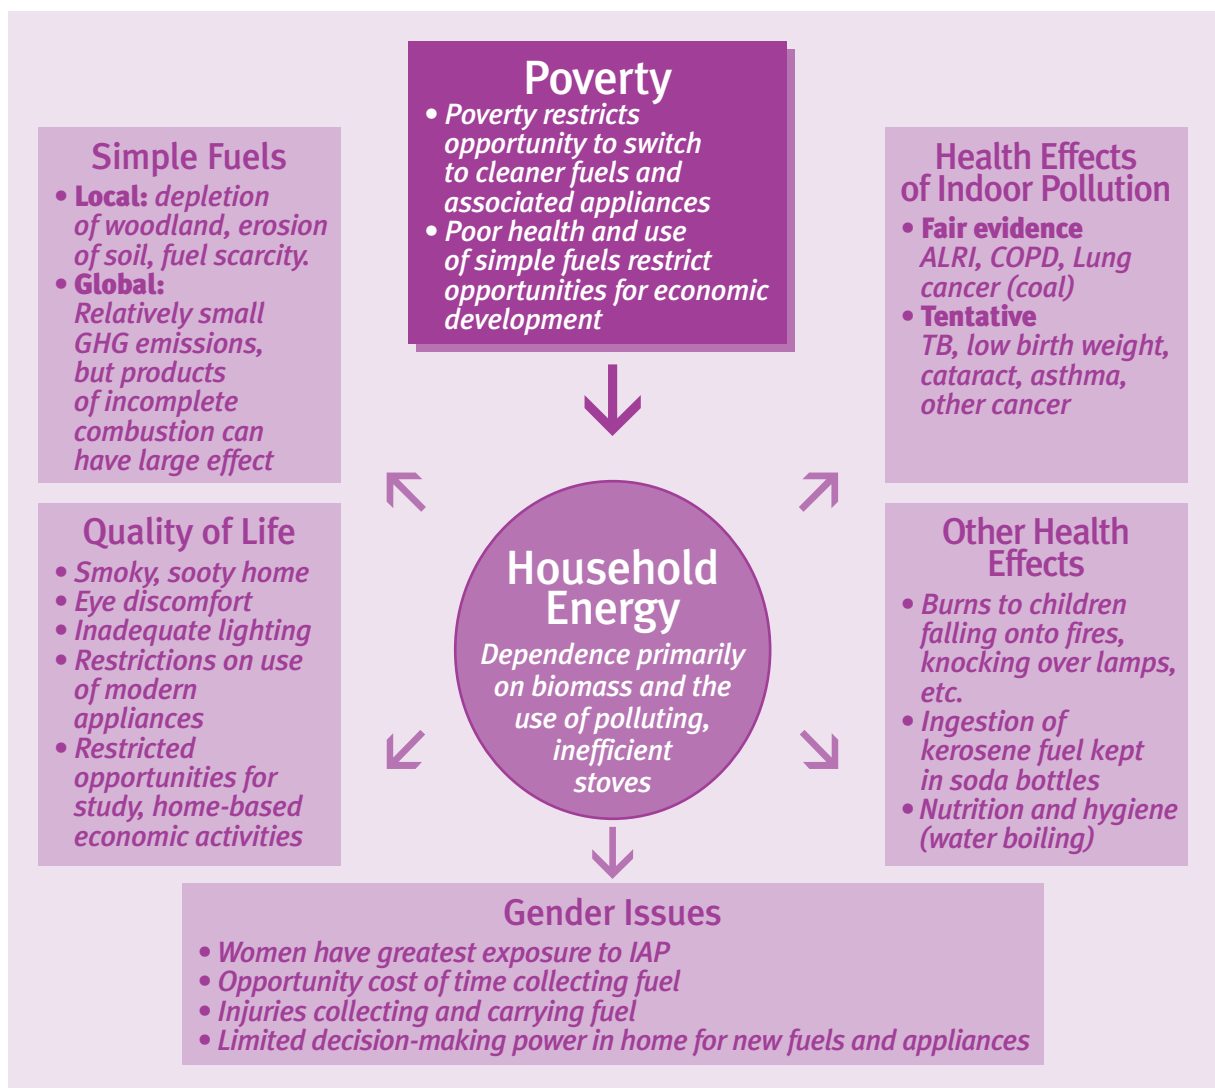 Poverty
• Poverty restricts
opportunity to switch
to cleaner fuels and
associated appliances
• Poor health and use
of simple fuels restrict
opportunities for economic
development
Simple Fuels
• Local: depletion
of woodland, erosion
of soil, fuel scarcity.
• Global:
Relatively small
GHG emissions,
but products
of incomplete
combustion can
have large effect
Health Effects
of Indoor Pollution
• Fair evidence
ALRI, COPD, Lung
cancer (coal)
• Tentative
TB, low birth weight,
cataract, asthma,
other cancer
Quality of Life
• Smoky, sooty home
• Eye discomfort
• Inadequate lighting
• Restrictions on use
of modern
appliances
• Restricted
opportunities for
study, home-based
economic activities
Household
Energy
Dependence primarily
on biomass and the
use of polluting,
inefficient
stoves
Other Health
Effects
• Burns to children
falling onto fires,
knocking over lamps,
etc.
• Ingestion of
kerosene fuel kept
in soda bottles
• Nutrition and hygiene
(water boiling)
Gender Issues
• Women have greatest exposure to IAP
• Opportunity cost of time collecting fuel
• Injuries collecting and carrying fuel
• Limited decision-making power in home for new fuels and appliances